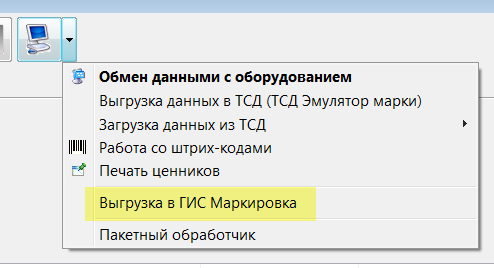 Обмен данными с оборудованием
Выгрузка данных в ТСД (ТСД Эмулятор марки)
Загрузка данных из ТСД
Работа со штрих-кодами
Печать ценников
Выгрузка в ГИС Маркировка
Пакетный обработчик